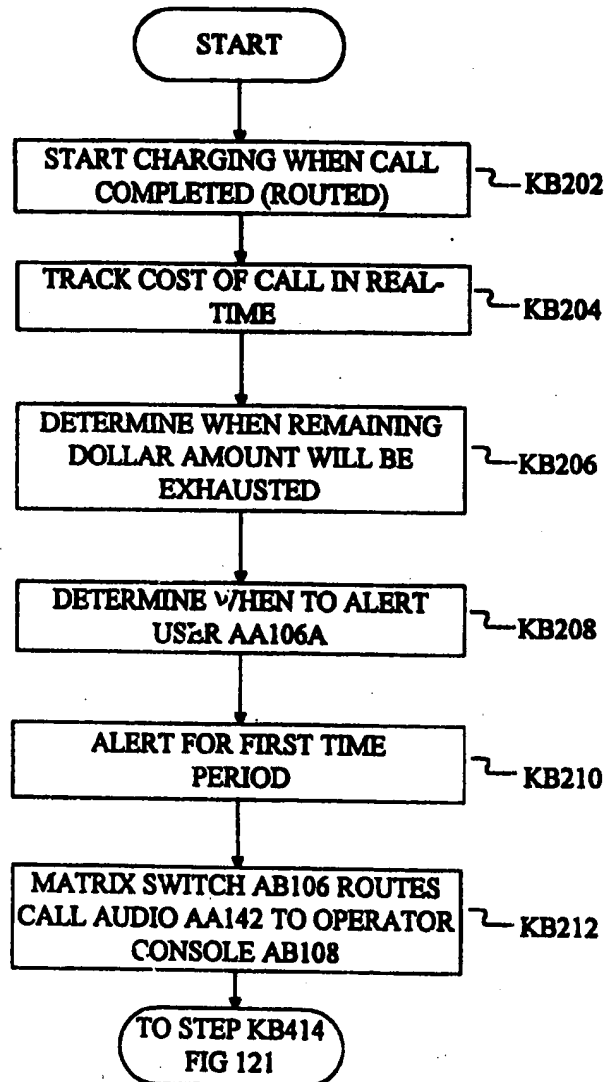 START
START CHARGING WHEN CALL
COMPLETED (ROUTED)
KB202
TRACK COST OF CALL IN REAL-
TIME
KB204
DETERMINE WHEN REMAINING
DOLLAR AMOUNT WILL BE
EXHAUSTED
KB206
DETERMINE WHEN TO ALERT
USER AA106A
KB208
ALERT FOR FIRST TIME
PERIOD
KB210
MATRIX SWITCH AB106 ROUTES
CALL AUDIO AA142 TO OPERATOR
CONSOLE AB108
KB212
TO STEP KB414
FIG 121